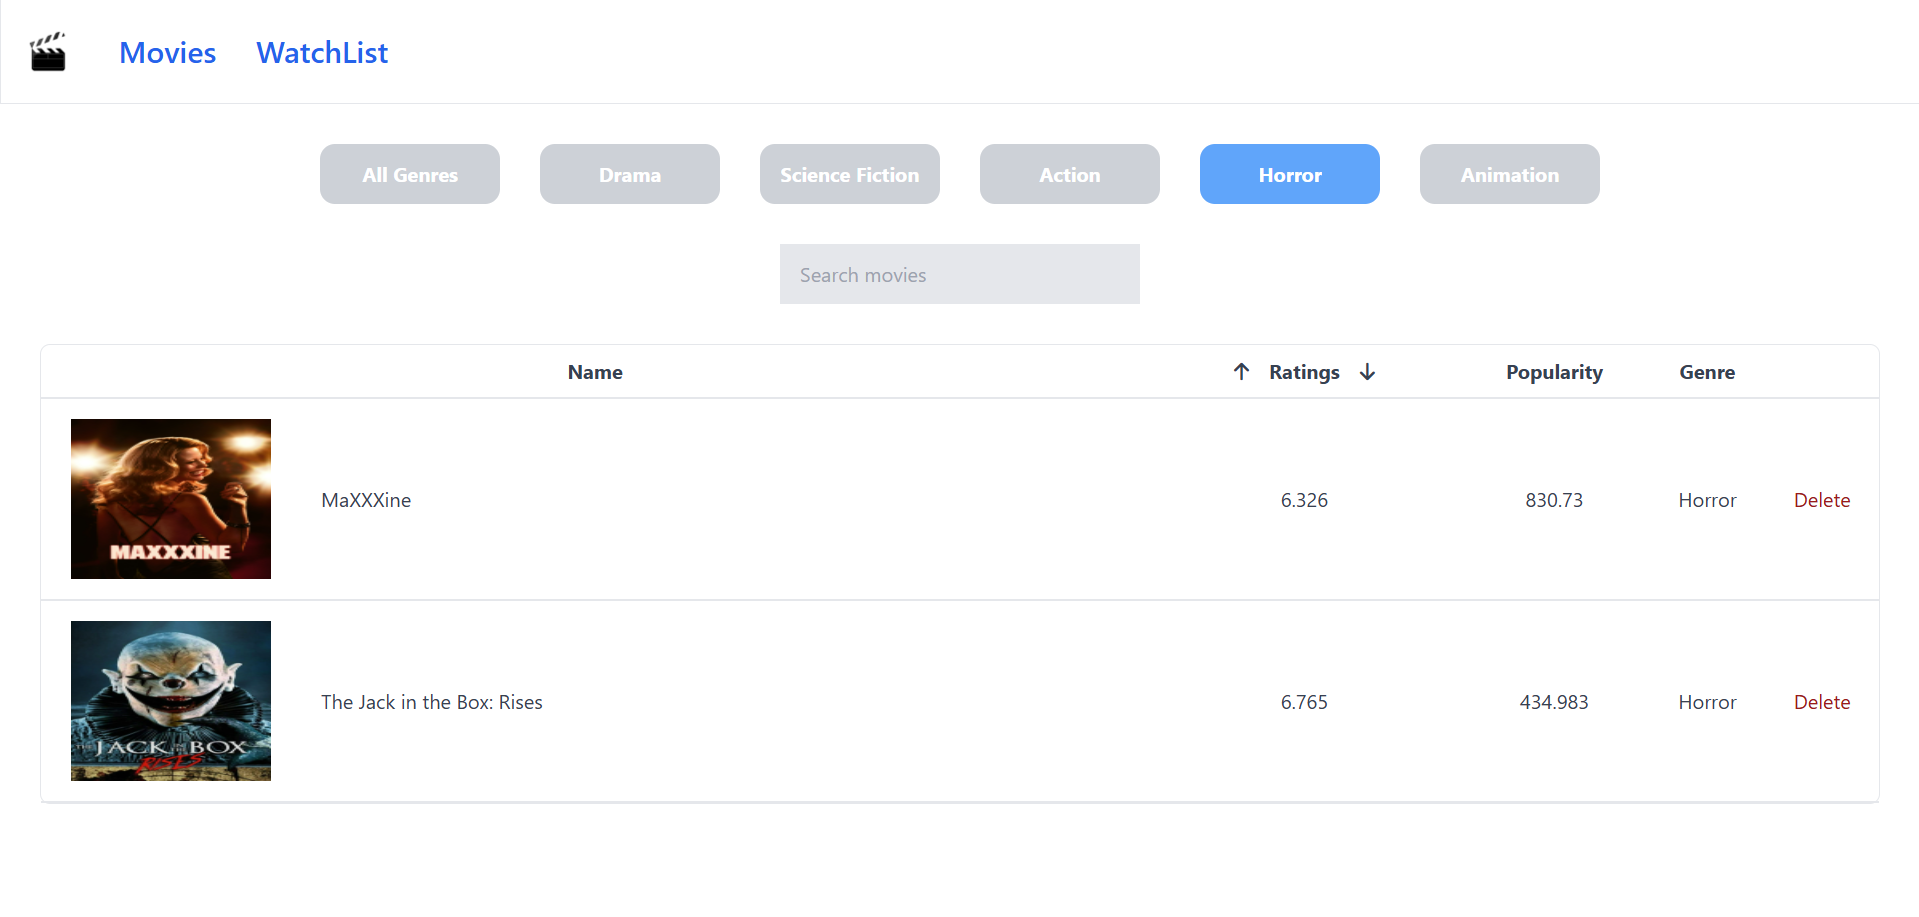 Movies WatchList
All Genres Drama Science Fiction Action Horror Animation
Search movies
Name ↑ Ratings ↓ Popularity Genre
MAXXXINE
MaXXXine 6.326 830.73 Horror Delete
THE JACK IN THE BOX
RISES
The Jack in the Box: Rises 6.765 434.983 Horror Delete